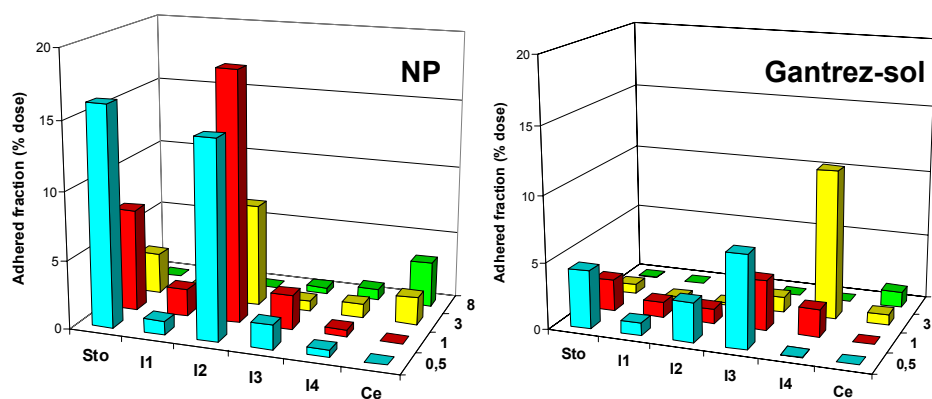 NP
Adhered fraction (% dose)
20
15
10
5
0
Sto
I1
I2
I3
I4
Ce
0,5
1
3
8
Gantrez-sol
Adhered fraction (% dose)
20
15
10
5
0
Sto
I1
I2
I3
I4
Ce
0,5
1
3